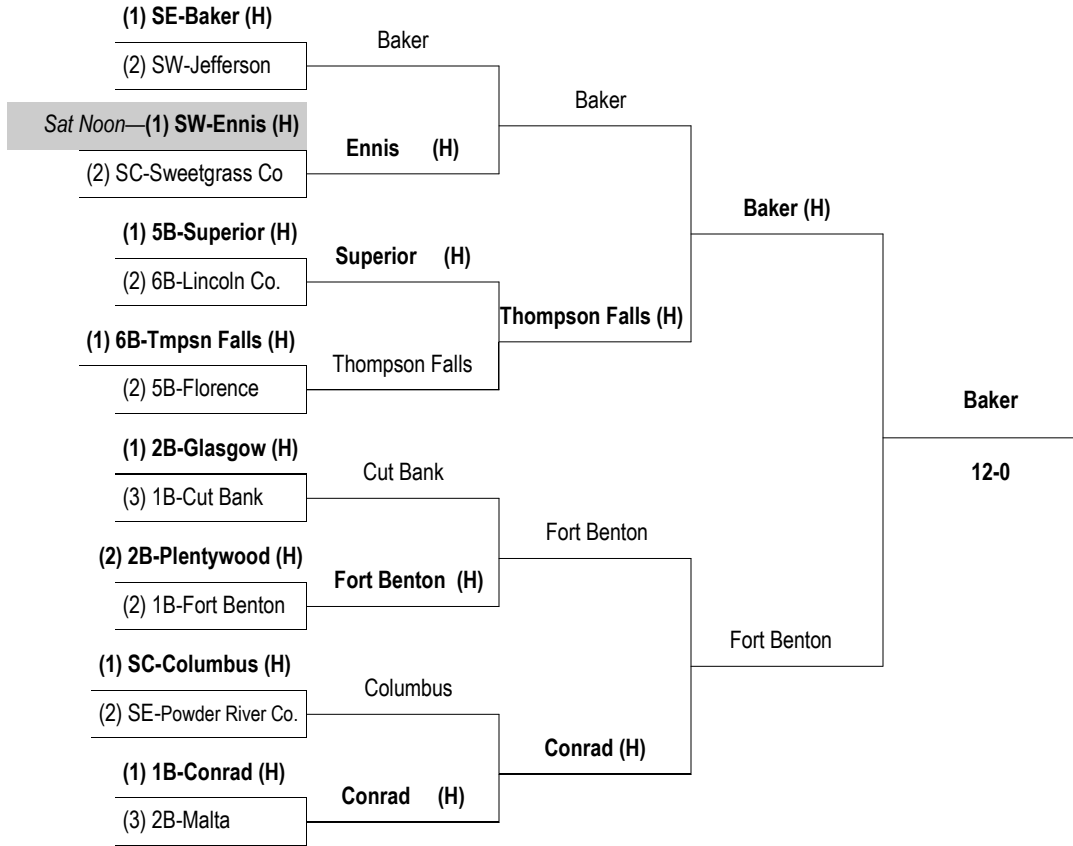 (1) SE-Baker (H)
(2) SW-Jefferson
Sat Noon—(1) SW-Ennis (H)
(2) SC-Sweetgrass Co
(1) 5B-Superior (H)
(2) 6B-Lincoln Co.
(1) 6B-Tmpsn Falls (H)
(2) 5B-Florence
(1) 2B-Glasgow (H)
(3) 1B-Cut Bank
(2) 2B-Plentywood (H)
(2) 1B-Fort Benton
(1) SC-Columbus (H)
(2) SE-Powder River Co.
(1) 1B-Conrad (H)
(3) 2B-Malta
Baker
Ennis (H)
Superior (H)
Thompson Falls
Cut Bank
Fort Benton (H)
Columbus
Conrad (H)
Baker
Thompson Falls (H)
Fort Benton
Conrad (H)
Baker (H)
Fort Benton
Baker
12-0